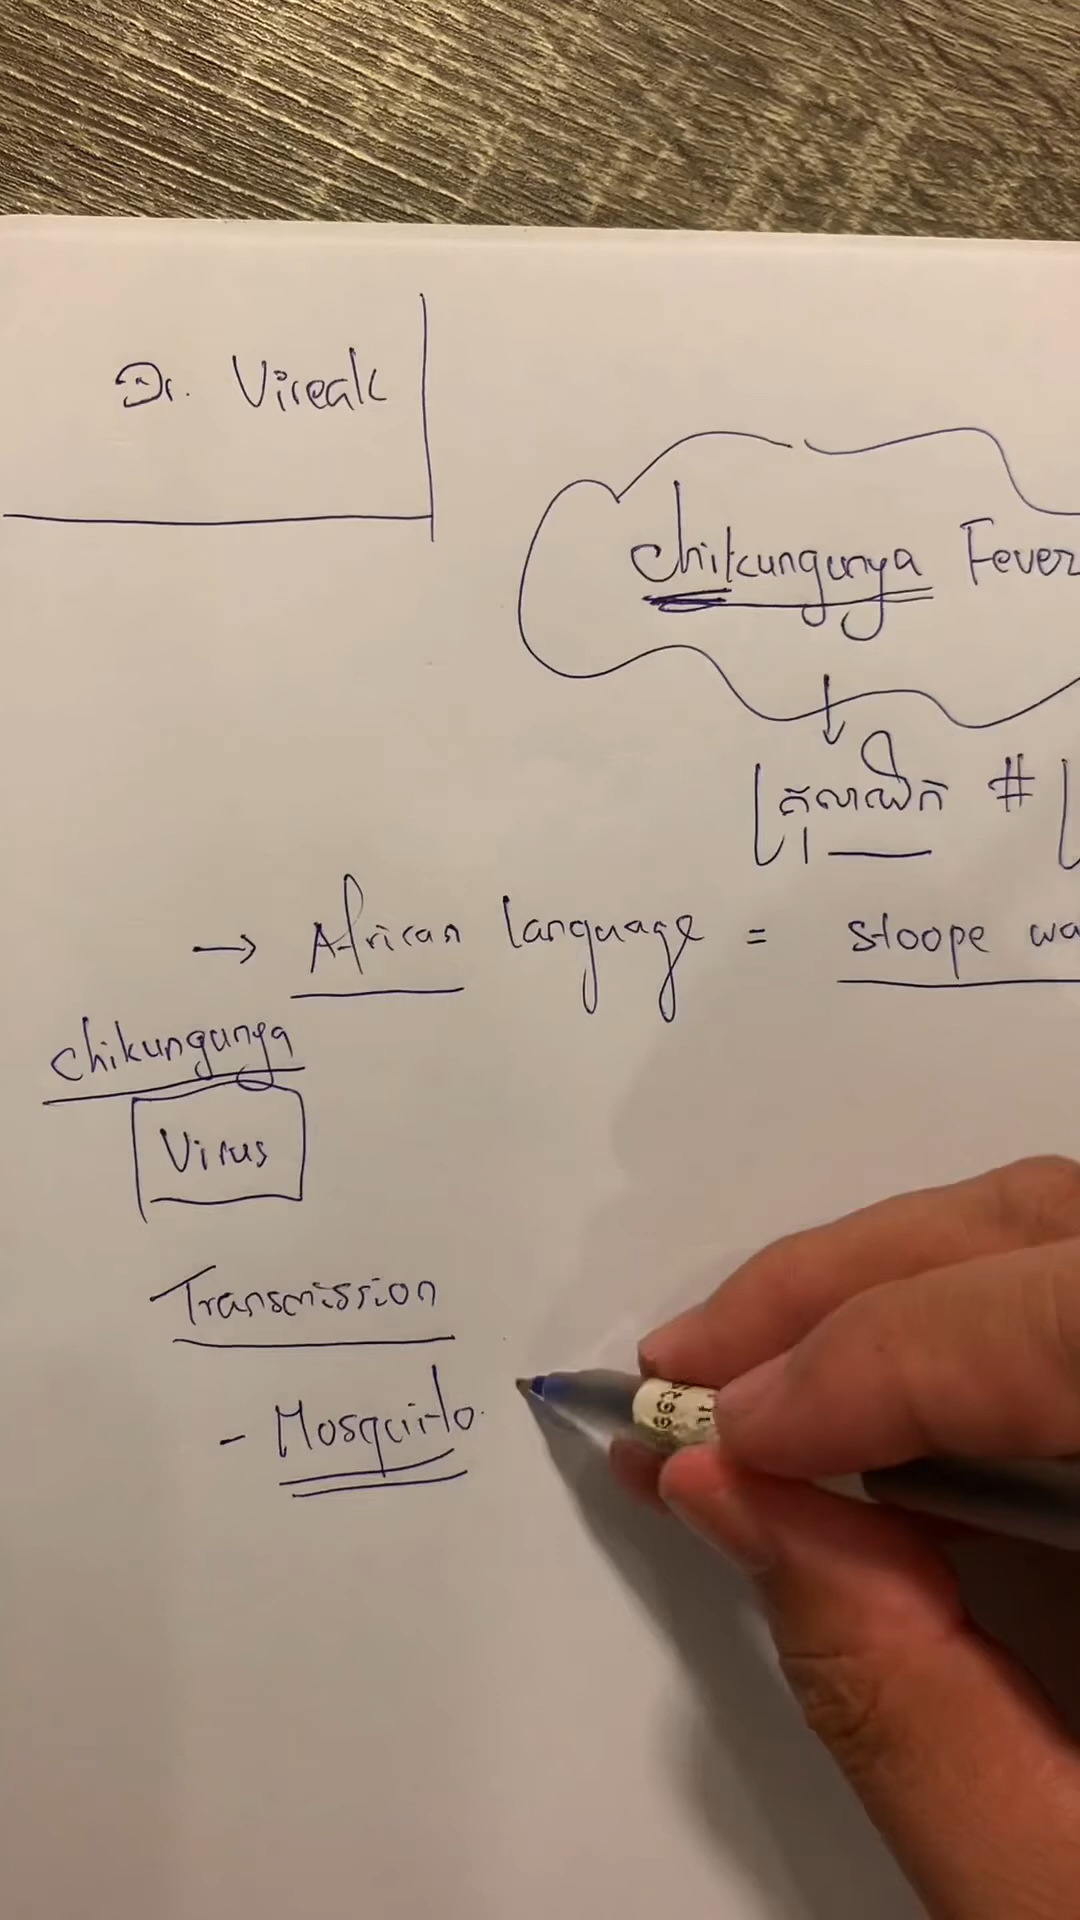 Dr. Vireak
Chikungunya Fever
គ្រុនឈីក #
→ African language = stoope wa
chikungunya
Virus
Transmission
- Mosquito.